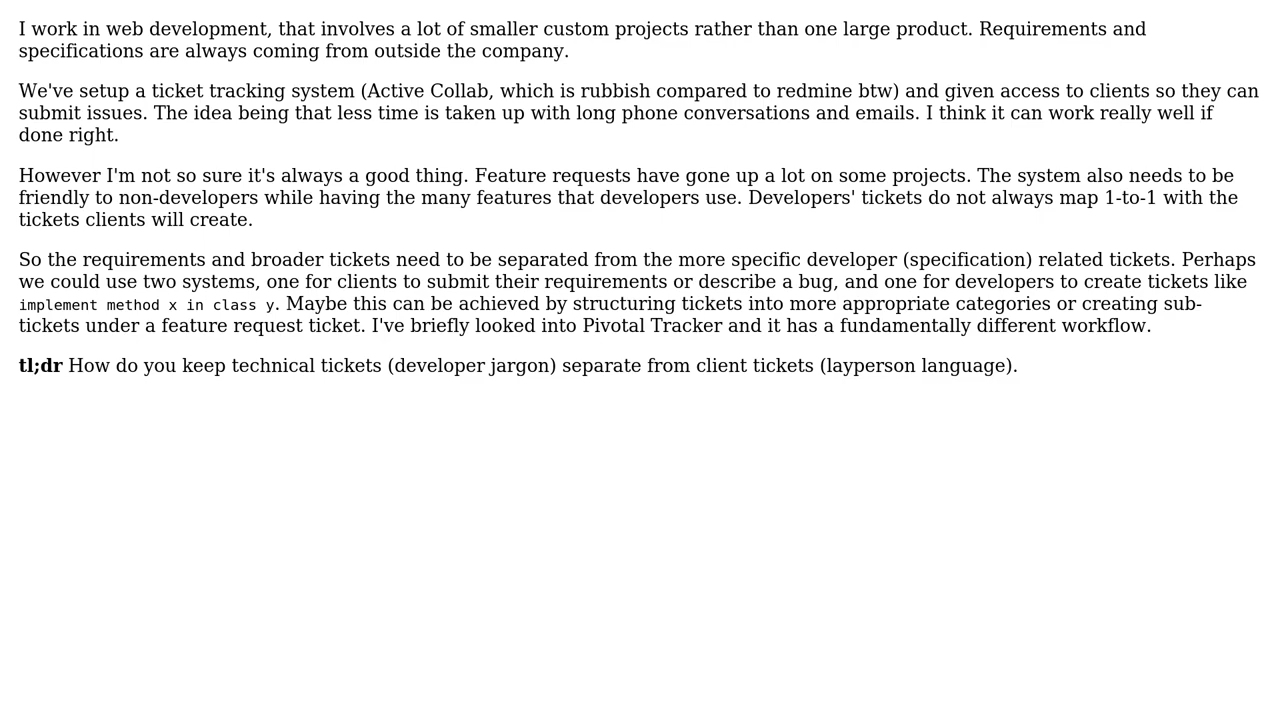 I work in web development, that involves a lot of smaller custom projects rather than one large product. Requirements and
specifications are always coming from outside the company.
We've setup a ticket tracking system (Active Collab, which is rubbish compared to redmine btw) and given access to clients so they can
submit issues. The idea being that less time is taken up with long phone conversations and emails. I think it can work really well if
done right.
However I'm not so sure it's always a good thing. Feature requests have gone up a lot on some projects. The system also needs to be
friendly to non-developers while having the many features that developers use. Developers' tickets do not always map 1-to-1 with the
tickets clients will create.
So the requirements and broader tickets need to be separated from the more specific developer (specification) related tickets. Perhaps
we could use two systems, one for clients to submit their requirements or describe a bug, and one for developers to create tickets like
implement method x in class y. Maybe this can be achieved by structuring tickets into more appropriate categories or creating sub-
tickets under a feature request ticket. I've briefly looked into Pivotal Tracker and it has a fundamentally different workflow.
tl;dr How do you keep technical tickets (developer jargon) separate from client tickets (layperson language).